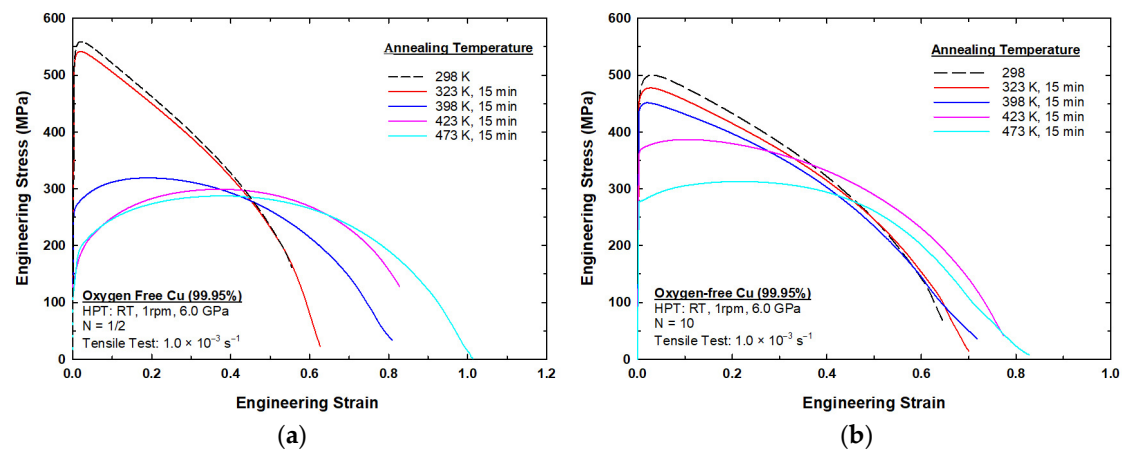 600
500
400
300
200
100
0
Engineering Stress (MPa)
Annealing Temperature
298 K
323 K, 15 min
398 K, 15 min
423 K, 15 min
473 K, 15 min
Oxygen Free Cu (99.95%)
HPT: RT, 1rpm, 6.0 GPa
N = 1/2
Tensile Test: 1.0 × 10⁻³ s⁻¹
0.0 0.2 0.4 0.6 0.8 1.0 1.2
Engineering Strain
(a)
600
500
400
300
200
100
0
Engineering Stress (MPa)
Annealing Temperature
298
323 K, 15 min
398 K, 15 min
423 K, 15 min
473 K, 15 min
Oxygen-free Cu (99.95%)
HPT: RT, 1rpm, 6.0 GPa
N = 10
Tensile Test: 1.0 × 10⁻³ s⁻¹
0.0 0.2 0.4 0.6 0.8 1.0
Engineering Strain
(b)